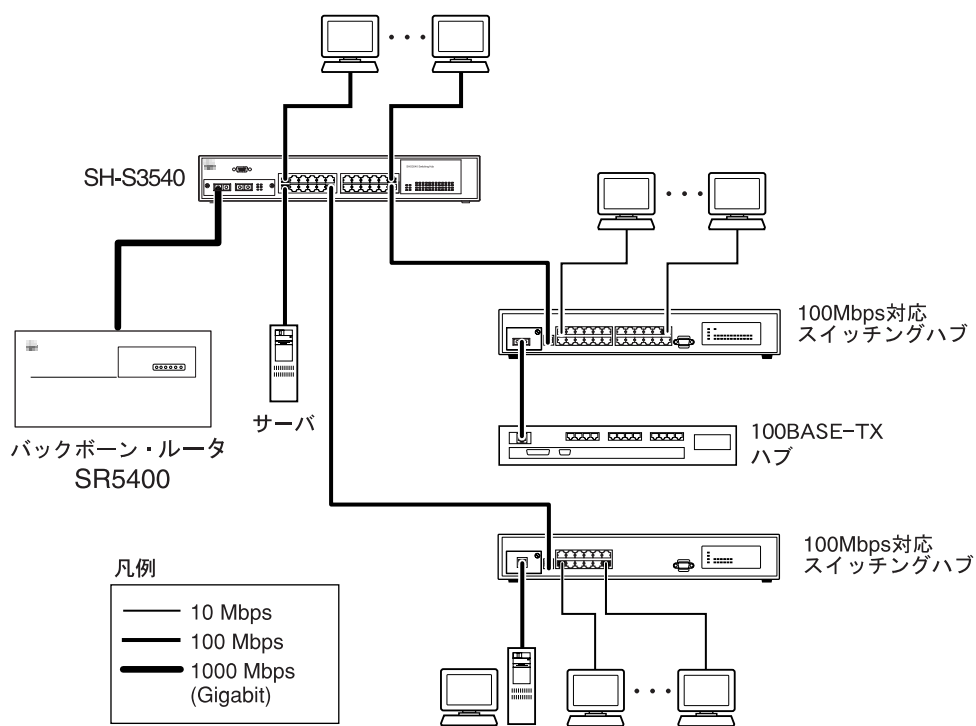 SH-S3540
100Mbps対応
スイッチングハブ
サーバ
バックボーン・ルータ
SR5400
100BASE-TX
ハブ
100Mbps対応
スイッチングハブ
凡例
10 Mbps
100 Mbps
1000 Mbps
(Gigabit)